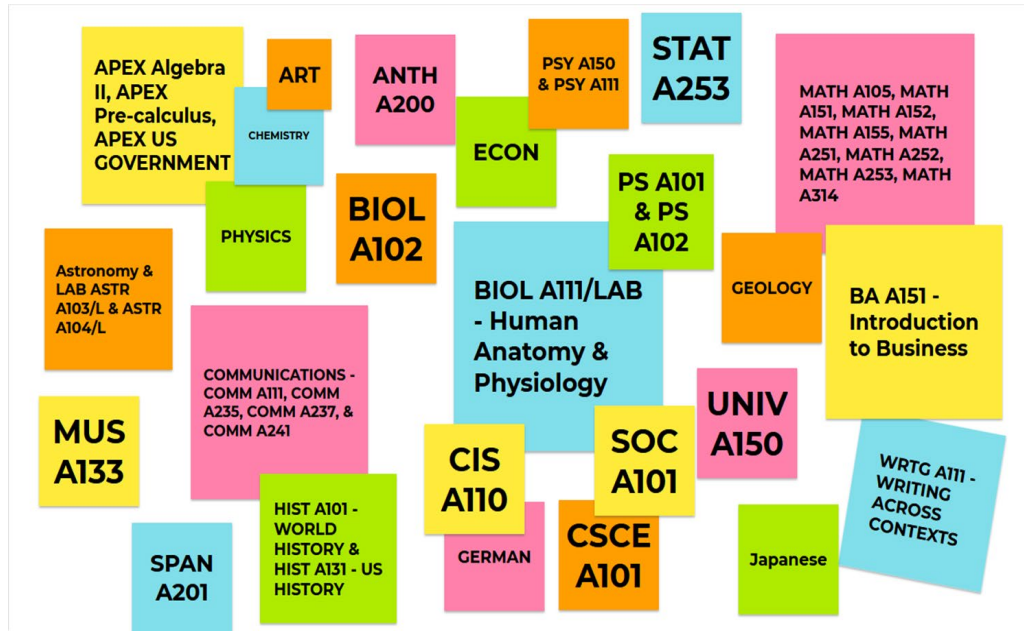 APEX Algebra
II, APEX
Pre-calculus,
APEX US
GOVERNMENT
ART
CHEMISTRY
ANTH
A200
ECON
PSY A150
& PSY A111
STAT
A253
MATH A105, MATH
A151, MATH A152,
MATH A155, MATH
A251, MATH A252,
MATH A253, MATH
A314
PHYSICS
BIOL
A102
PS A101
& PS
A102
Astronomy &
LAB ASTR
A103/L & ASTR
A104/L
BIOL A111/LAB
- Human
Anatomy &
Physiology
GEOLOGY
BA A151 -
Introduction
to Business
COMMUNICATIONS -
COMM A111, COMM
A235, COMM A237, &
COMM A241
MUS
A133
CIS
A110
SOC
A101
UNIV
A150
WRTG A111 -
WRITING
ACROSS
CONTEXTS
SPAN
A201
HIST A101 -
WORLD
HISTORY &
HIST A131 - US
HISTORY
GERMAN
CSCE
A101
Japanese